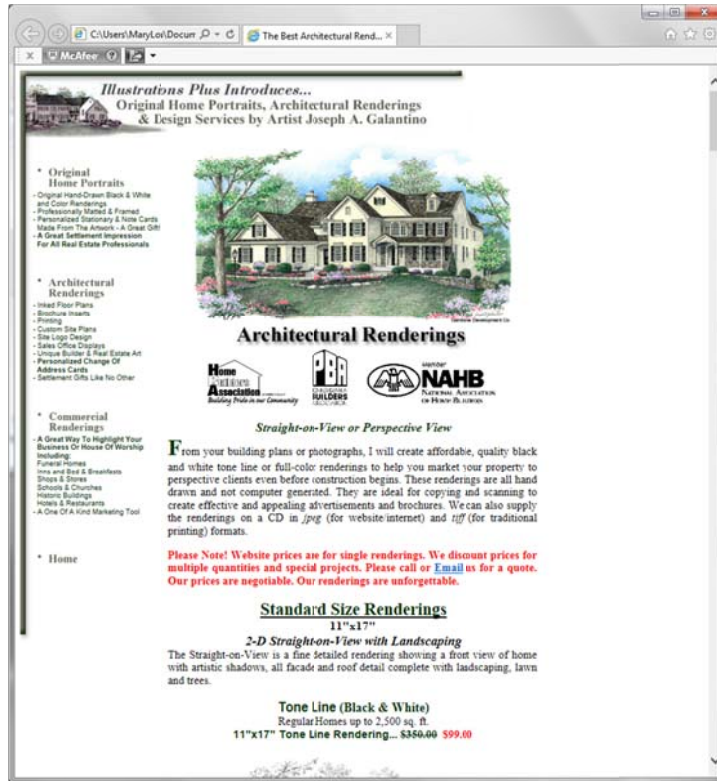 C:\Users\MaryLoi\Docum
The Best Architectural Rend...
x McAfee
Illustrations Plus Introduces...
Original Home Portraits, Architectural Renderings
& Design Services by Artist Joseph A. Galantino
* Original
Home Portraits
- Original Hand-Drawn Black & White
and Color Renderings
- Professionally Matted & Framed
- Personalized Stationary & Note Cards
Made From The Artwork - A Great Gift!
- A Great Settlement Impression
For All Real Estate Professionals
* Architectural
Renderings
- Inked Floor Plans
- Brochure Inserts
- Printing
- Custom Site Plans
- Site Logo Design
- Sales Office Displays
- Unique Builder & Real Estate Art
- Personalized Change Of
Address Cards
- Settlement Gifts Like No Other
* Commercial
Renderings
- A Great Way To Highlight Your
Business Or House Of Worship
Including:
Funeral Homes
Inns and Bed & Breakfasts
Shops & Stores
Schools & Churches
Historic Buildings
Hotels & Restaurants
- A One Of A Kind Marketing Tool
* Home
Development Co
Architectural Renderings
Home
Builders
Association
Building Pride in our Community
PBA
BUILDERS
ASSOCIATION
Member
NAHB
NATIONAL ASSOCIATION
OF HOME BUILDERS
Straight-on-View or Perspective View
From your building plans or photographs, I will create affordable, quality black
and white tone line or full-color renderings to help you market your property to
perspective clients even before construction begins. These renderings are all hand
drawn and not computer generated. They are ideal for copying and scanning to
create effective and appealing advertisements and brochures. We can also supply
the renderings on a CD in jpeg (for website/internet) and tiff (for traditional
printing) formats.
Please Note! Website prices are for single renderings. We discount prices for
multiple quantities and special projects. Please call or Email us for a quote.
Our prices are negotiable. Our renderings are unforgettable.
Standard Size Renderings
11"x17"
2-D Straight-on-View with Landscaping
The Straight-on-View is a fine detailed rendering showing a front view of home
with artistic shadows, all facade and roof detail complete with landscaping, lawn
and trees.
Tone Line (Black & White)
Regular Homes up to 2,500 sq. ft.
11"x17" Tone Line Rendering... $350.00 $99.00